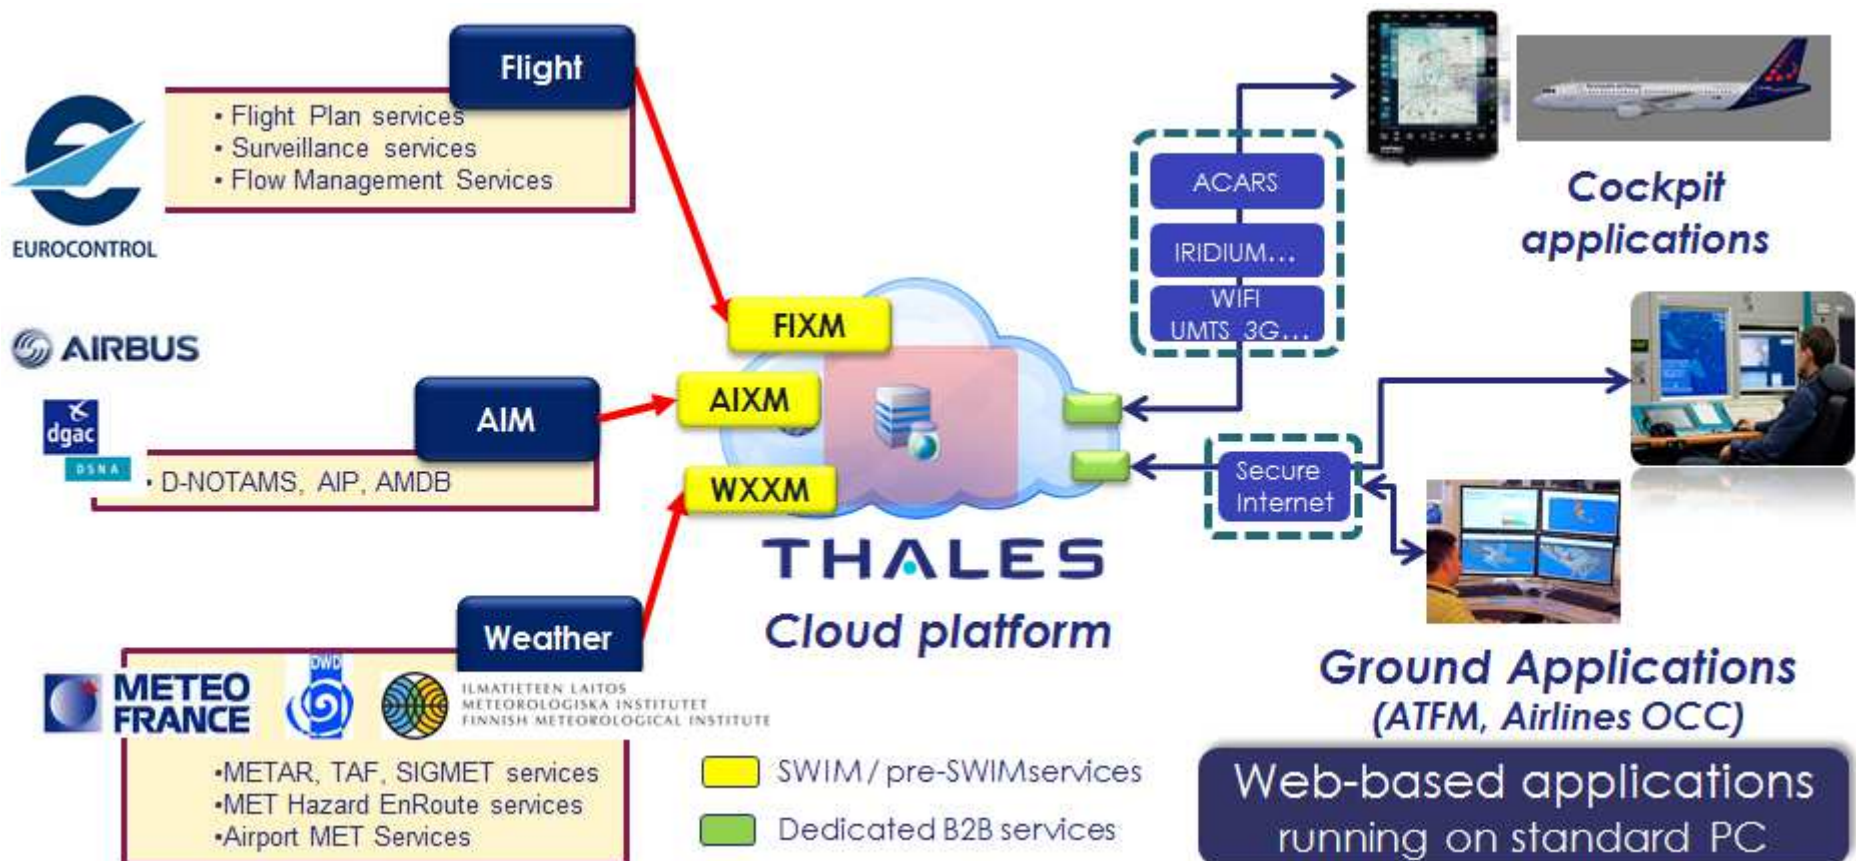 Flight
• Flight Plan services
• Surveillance services
• Flow Management Services
EUROCONTROL
AIRBUS
dgac
DSNA
AIM
• D-NOTAMS, AIP, AMDB
Weather
METEO
FRANCE
DWD
ILMATIETEEN LAITOS
METEOROLOGISKA INSTITUTET
FINNISH METEOROLOGICAL INSTITUTE
•METAR, TAF, SIGMET services
•MET Hazard EnRoute services
•Airport MET Services
FIXM
AIXM
WXXM
THALES
Cloud platform
SWIM / pre-SWIMservices
Dedicated B2B services
ACARS
IRIDIUM...
WIFI
UMTS 3G...
Secure
Internet
Cockpit
applications
Ground Applications
(ATFM, Airlines OCC)
Web-based applications
running on standard PC